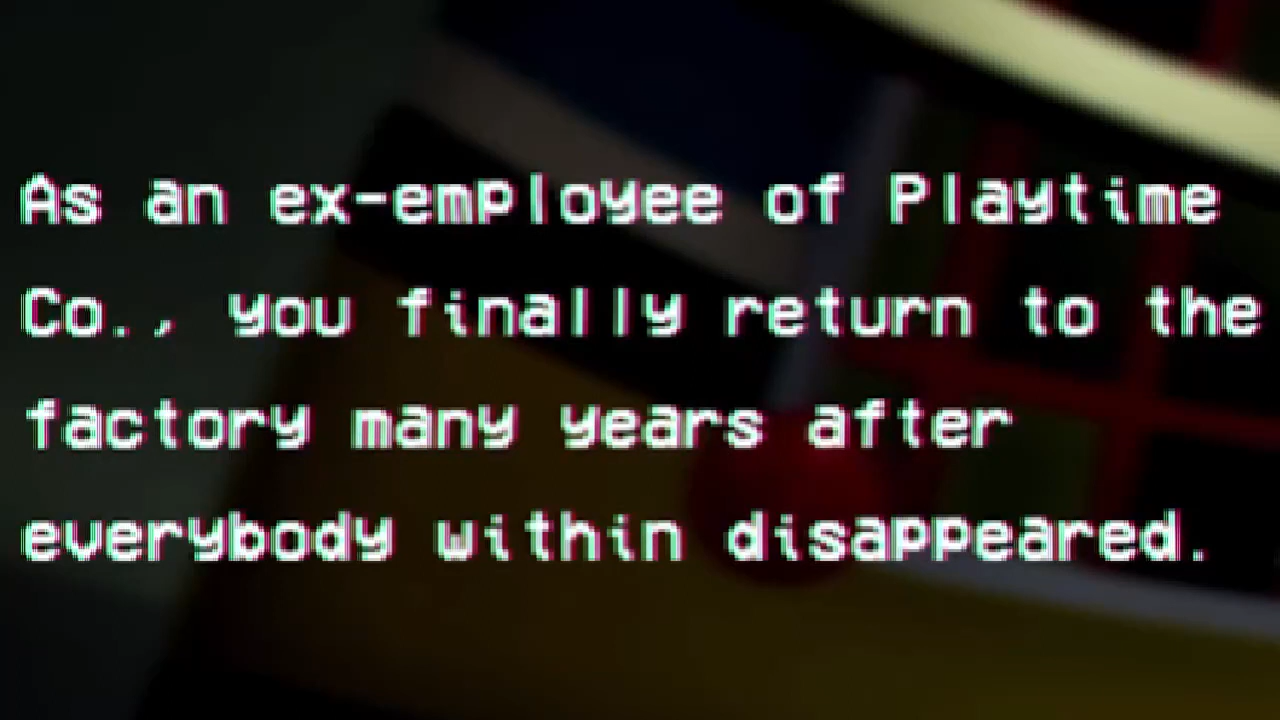 As an ex-employee of Playtime
Co., you finally return to the
factory many years after
everybody within disappeared.